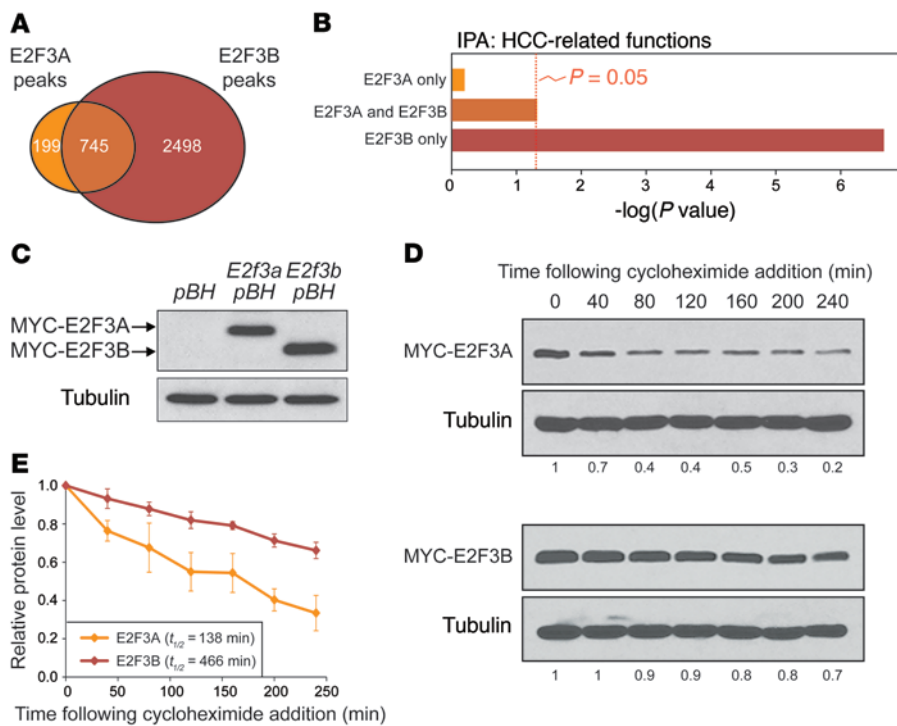 A
E2F3A
peaks
E2F3B
peaks
199
745
2498
B
IPA: HCC-related functions
E2F3A only
E2F3A and E2F3B
E2F3B only
P = 0.05
0 1 2 3 4 5 6
-log(P value)
C
pBH
E2f3a
pBH
E2f3b
pBH
MYC-E2F3A
MYC-E2F3B
Tubulin
D
Time following cycloheximide addition (min)
0 40 80 120 160 200 240
MYC-E2F3A
Tubulin
1 0.7 0.4 0.4 0.5 0.3 0.2
MYC-E2F3B
Tubulin
1 1 0.9 0.9 0.8 0.8 0.7
E
Relative protein level
1.0
0.8
0.6
0.4
0.2
0.0
E2F3A (t1/2 = 138 min)
E2F3B (t1/2 = 466 min)
0 50 100 150 200 250
Time following cycloheximide addition (min)